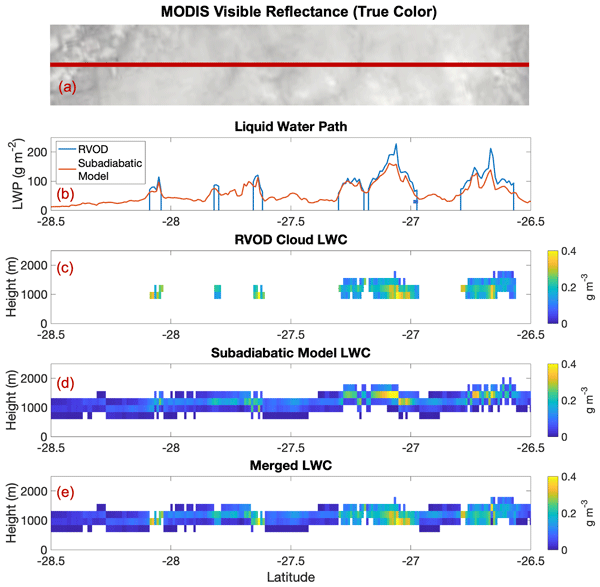 MODIS Visible Reflectance (True Color)
(a)
Liquid Water Path
LWP (g m-2)
200
100
0
RVOD
Subadiabatic
Model
(b)
-28.5 -28 -27.5 -27 -26.5
RVOD Cloud LWC
Height (m)
2000
1000
0
(c)
-28.5 -28 -27.5 -27 -26.5
0.4
0.2
0
g m-3
Subadiabatic Model LWC
Height (m)
2000
1000
0
(d)
-28.5 -28 -27.5 -27 -26.5
0.4
0.2
0
g m-3
Merged LWC
Height (m)
2000
1000
0
(e)
-28.5 -28 -27.5 -27 -26.5
Latitude
0.4
0.2
0
g m-3